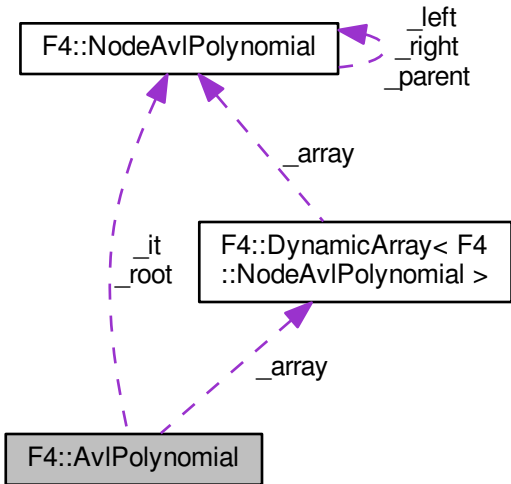 F4::NodeAvlPolynomial
_left
_right
_parent
_array
_it
_root
F4::DynamicArray< F4
::NodeAvlPolynomial >
_array
F4::AvlPolynomial